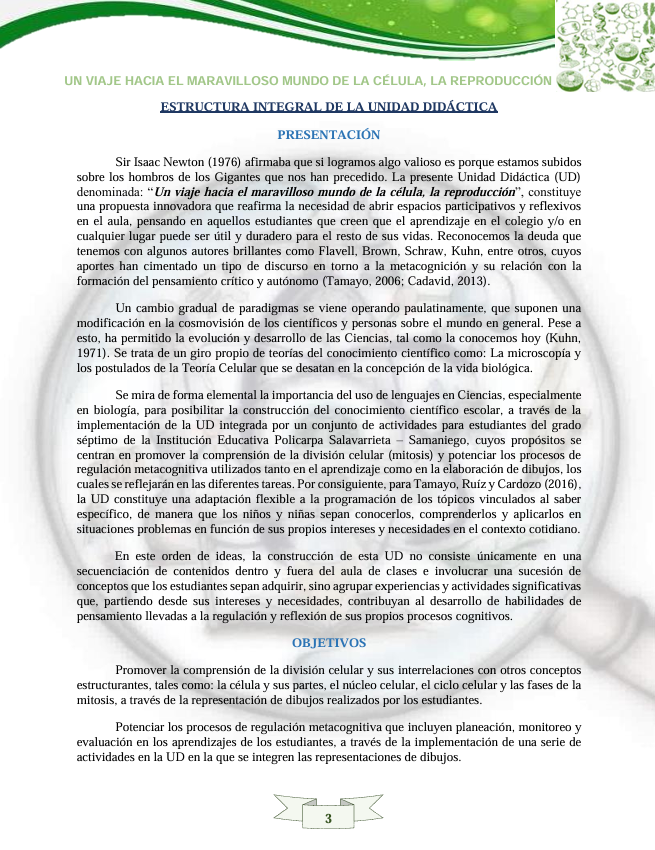 UN VIAJE HACIA EL MARAVILLOSO MUNDO DE LA CÉLULA, LA REPRODUCCIÓN
ESTRUCTURA INTEGRAL DE LA UNIDAD DIDÁCTICA
PRESENTACIÓN
Sir Isaac Newton (1976) afirmaba que si logramos algo valioso es porque estamos subidos
sobre los hombros de los Gigantes que nos han precedido. La presente Unidad Didáctica (UD)
denominada: “Un viaje hacia el maravilloso mundo de la célula, la reproducción”, constituye
una propuesta innovadora que reafirma la necesidad de abrir espacios participativos y reflexivos
en el aula, pensando en aquellos estudiantes que creen que el aprendizaje en el colegio y/o en
cualquier lugar puede ser útil y duradero para el resto de sus vidas. Reconocemos la deuda que
tenemos con algunos autores brillantes como Flavell, Brown, Schraw, Kuhn, entre otros, cuyos
aportes han cimentado un tipo de discurso en torno a la metacognición y su relación con la
formación del pensamiento crítico y autónomo (Tamayo, 2006; Cadavid, 2013).
Un cambio gradual de paradigmas se viene operando paulatinamente, que suponen una
modificación en la cosmovisión de los científicos y personas sobre el mundo en general. Pese a
esto, ha permitido la evolución y desarrollo de las Ciencias, tal como la conocemos hoy (Kuhn,
1971). Se trata de un giro propio de teorías del conocimiento científico como: La microscopía y
los postulados de la Teoría Celular que se desatan en la concepción de la vida biológica.
Se mira de forma elemental la importancia del uso de lenguajes en Ciencias, especialmente
en biología, para posibilitar la construcción del conocimiento científico escolar, a través de la
implementación de la UD integrada por un conjunto de actividades para estudiantes del grado
séptimo de la Institución Educativa Policarpa Salavarrieta – Samaniego, cuyos propósitos se
centran en promover la comprensión de la división celular (mitosis) y potenciar los procesos de
regulación metacognitiva utilizados tanto en el aprendizaje como en la elaboración de dibujos, los
cuales se reflejarán en las diferentes tareas. Por consiguiente, para Tamayo, Ruíz y Cardozo (2016),
la UD constituye una adaptación flexible a la programación de los tópicos vinculados al saber
específico, de manera que los niños y niñas sepan conocerlos, comprenderlos y aplicarlos en
situaciones problemas en función de sus propios intereses y necesidades en el contexto cotidiano.
En este orden de ideas, la construcción de esta UD no consiste únicamente en una
secuenciación de contenidos dentro y fuera del aula de clases e involucrar una sucesión de
conceptos que los estudiantes sepan adquirir, sino agrupar experiencias y actividades significativas
que, partiendo desde sus intereses y necesidades, contribuyan al desarrollo de habilidades de
pensamiento llevadas a la regulación y reflexión de sus propios procesos cognitivos.
OBJETIVOS
Promover la comprensión de la división celular y sus interrelaciones con otros conceptos
estructurantes, tales como: la célula y sus partes, el núcleo celular, el ciclo celular y las fases de la
mitosis, a través de la representación de dibujos realizados por los estudiantes.
Potenciar los procesos de regulación metacognitiva que incluyen planeación, monitoreo y
evaluación en los aprendizajes de los estudiantes, a través de la implementación de una serie de
actividades en la UD en la que se integren las representaciones de dibujos.
3